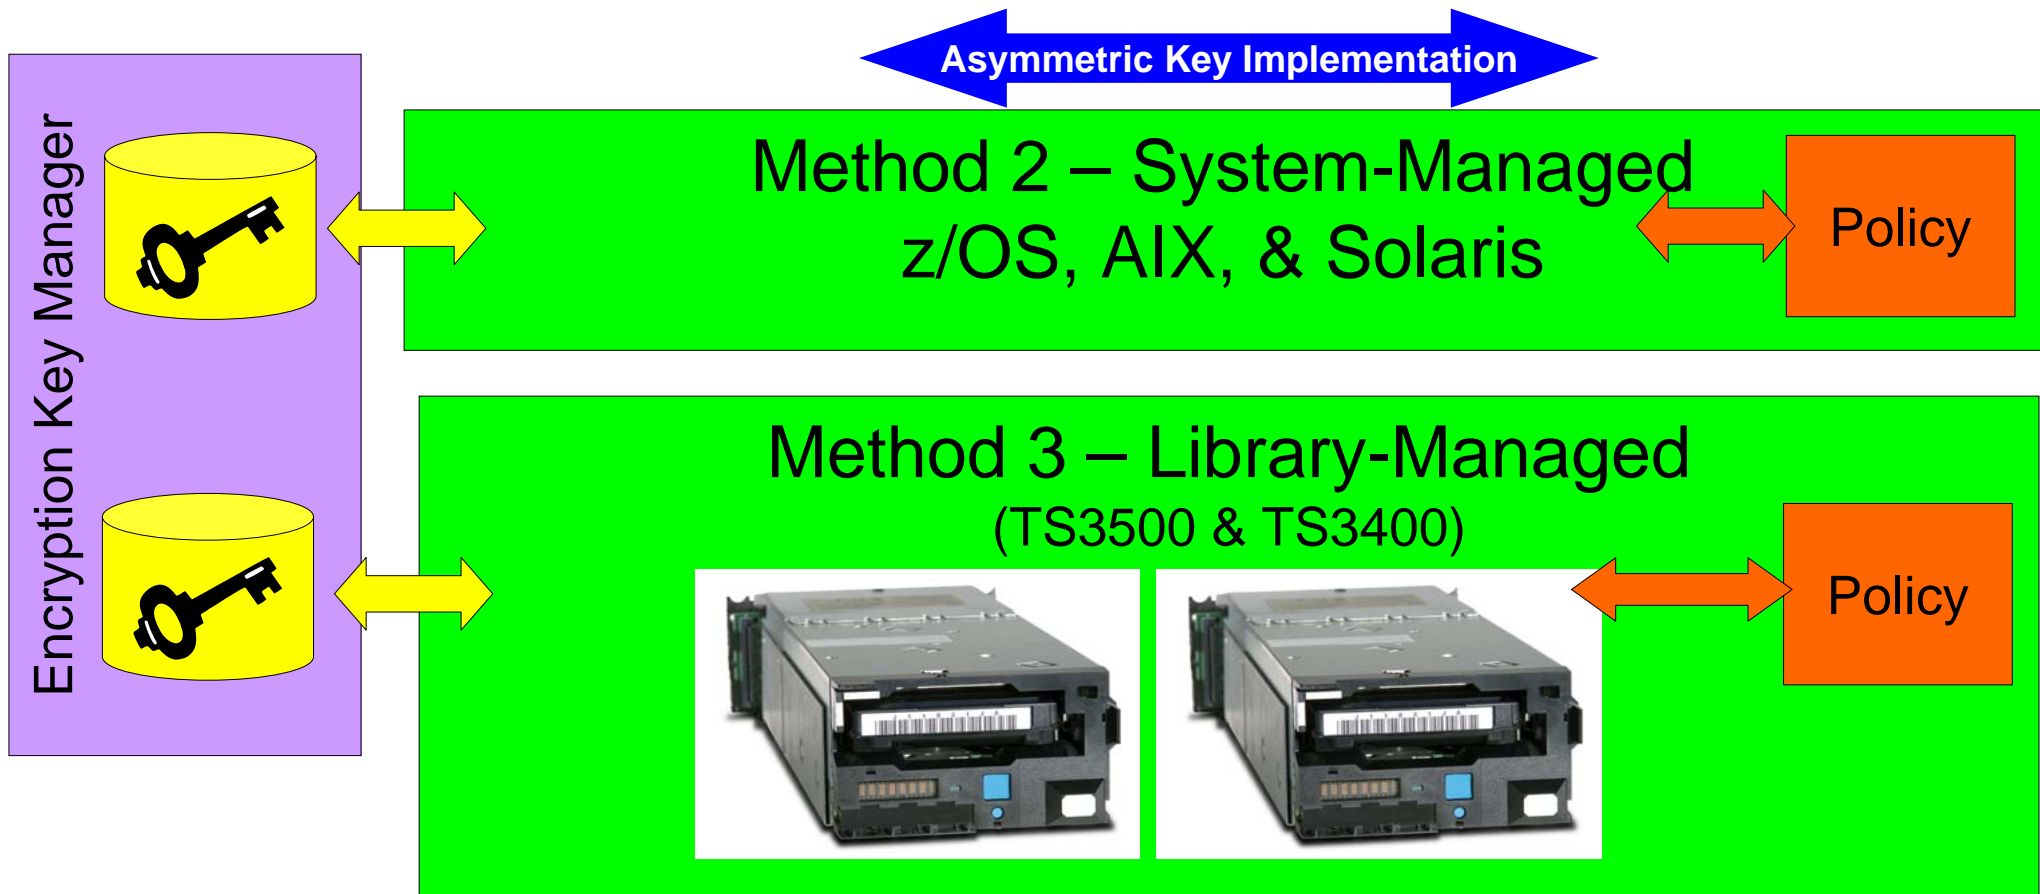 Asymmetric Key Implementation
Encryption Key Manager
Method 2 – System-Managed
z/OS, AIX, & Solaris
Policy
Method 3 – Library-Managed
(TS3500 & TS3400)
Policy